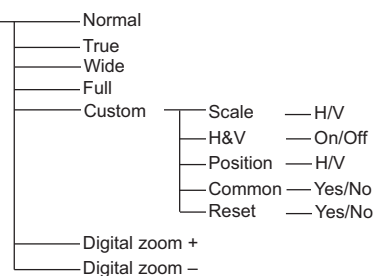 Normal
True
Wide
Full
Custom Scale H/V
H&V On/Off
Position H/V
Common Yes/No
Reset Yes/No
Digital zoom +
Digital zoom –